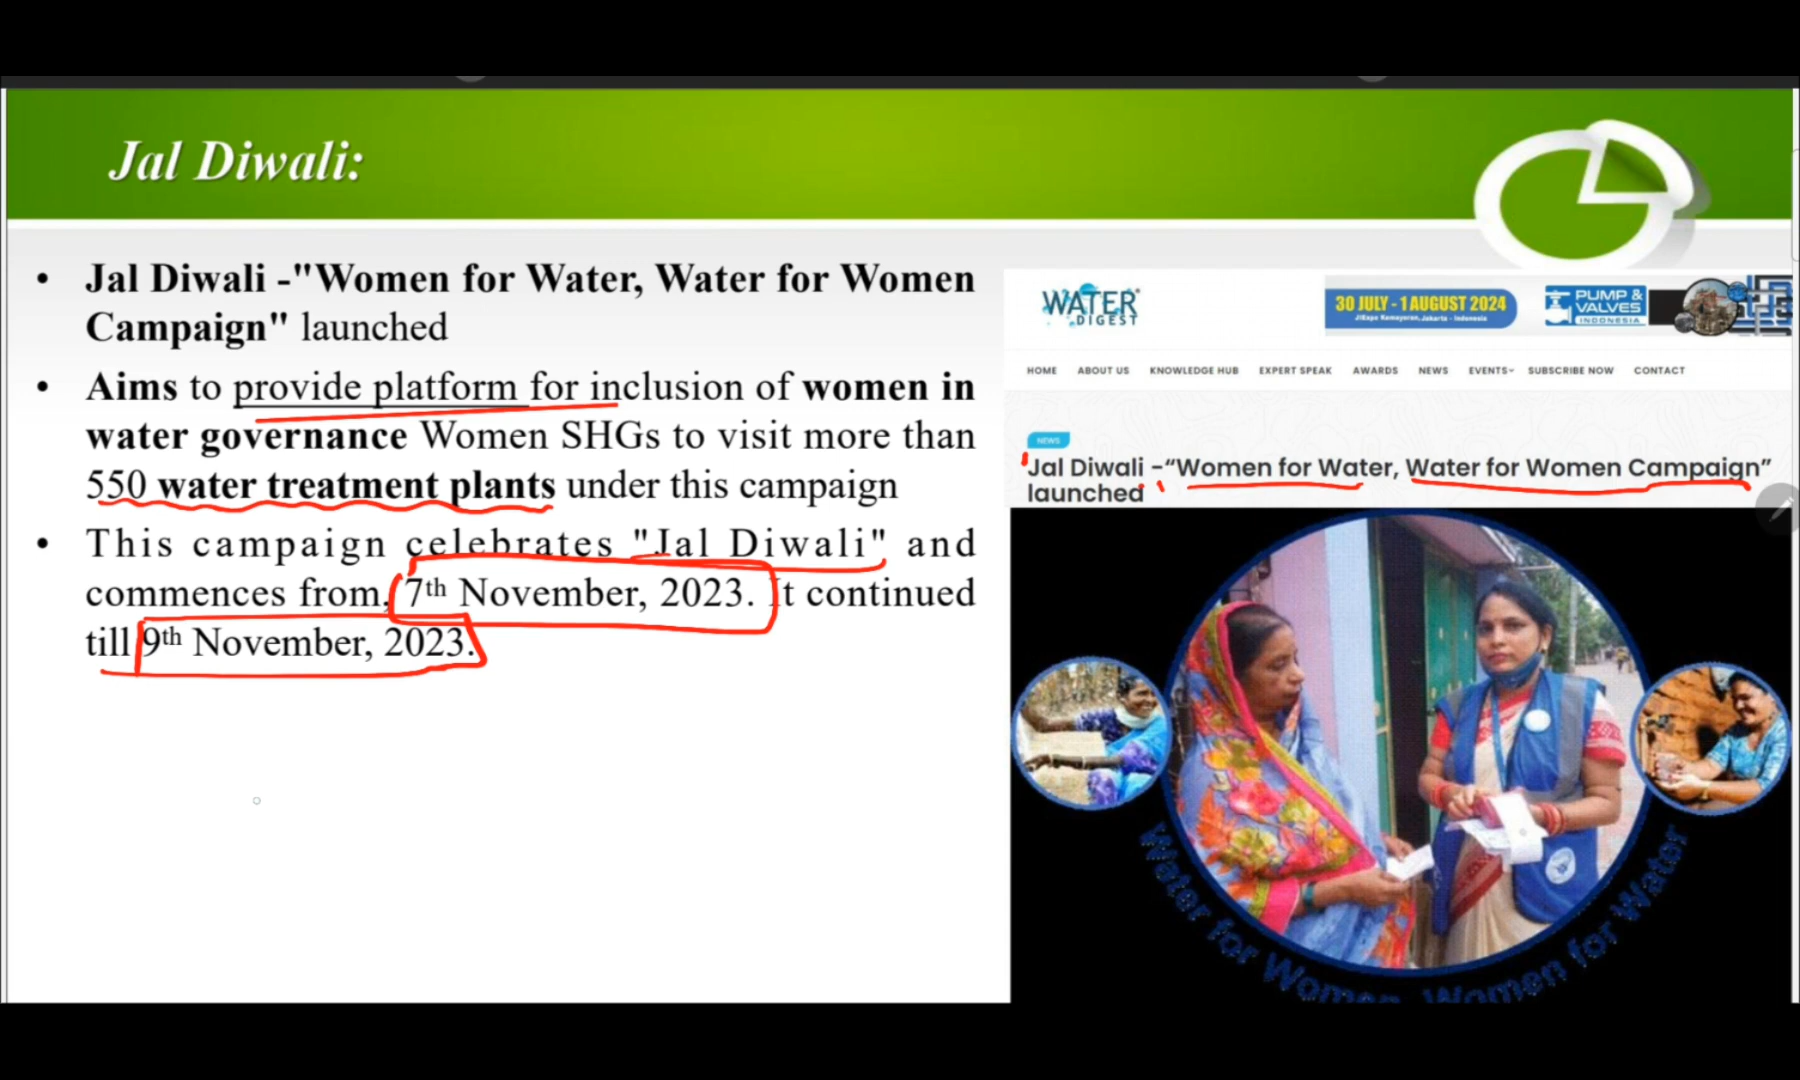 Jal Diwali:
• Jal Diwali -"Women for Water, Water for Women
Campaign" launched
• Aims to provide platform for inclusion of women in
water governance Women SHGs to visit more than
550 water treatment plants under this campaign
• This campaign celebrates "Jal Diwali" and
commences from, 7th November, 2023. It continued
till 9th November, 2023.
WATER
DIGEST
30 JULY - 1 AUGUST 2024
JIExpo Kemayoran, Jakarta - Indonesia
PUMP &
VALVES
INDONESIA
HOME ABOUT US KNOWLEDGE HUB EXPERT SPEAK AWARDS NEWS EVENTS SUBSCRIBE NOW CONTACT
NEWS
Jal Diwali -“Women for Water, Water for Women Campaign”
launched
Water for Women, Women for Water